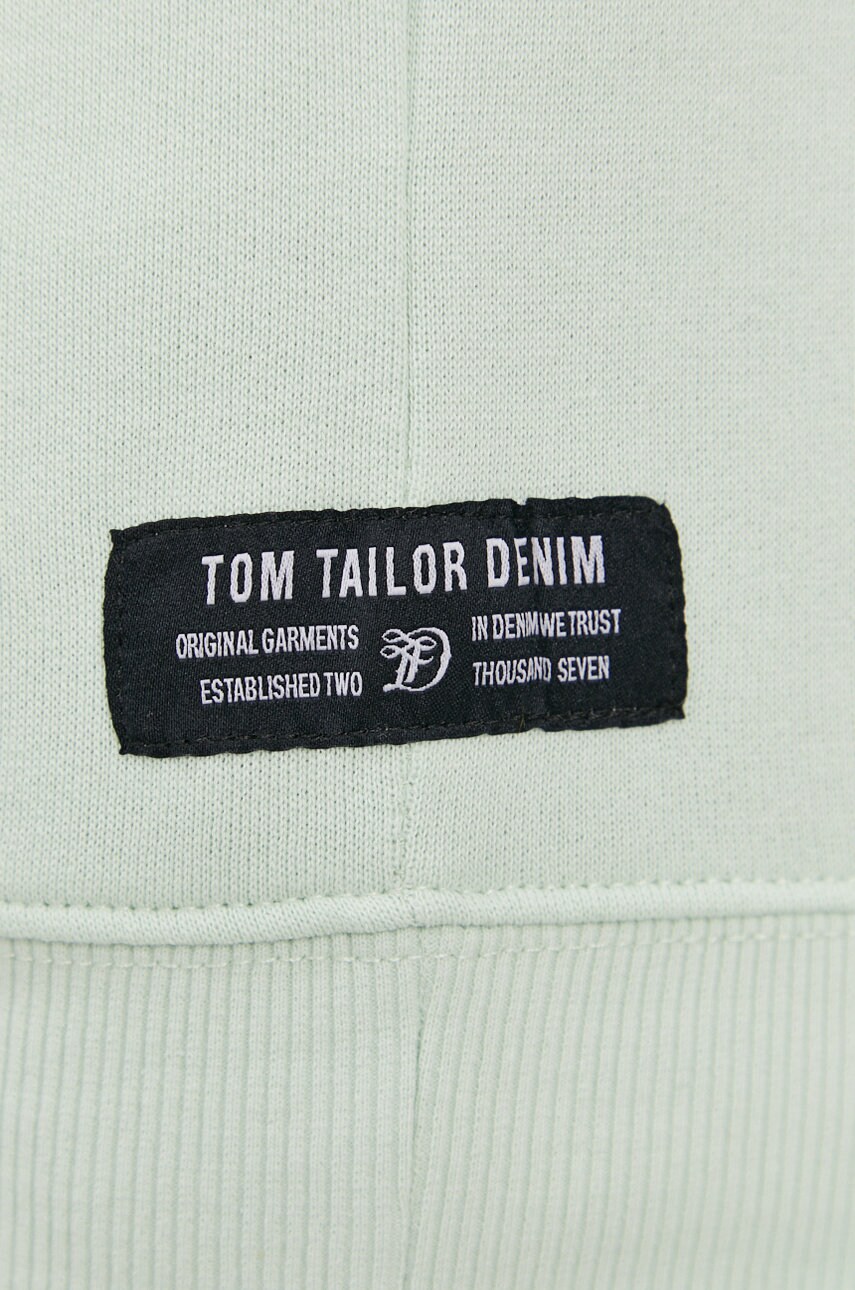 TOM TAILOR DENIM
ORIGINAL GARMENTS IN DENIM WE TRUST
ESTABLISHED TWO THOUSAND SEVEN